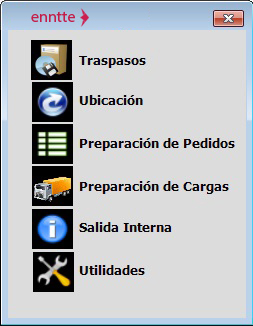 enntte
Traspasos
Ubicación
Preparación de Pedidos
Preparación de Cargas
Salida Interna
Utilidades